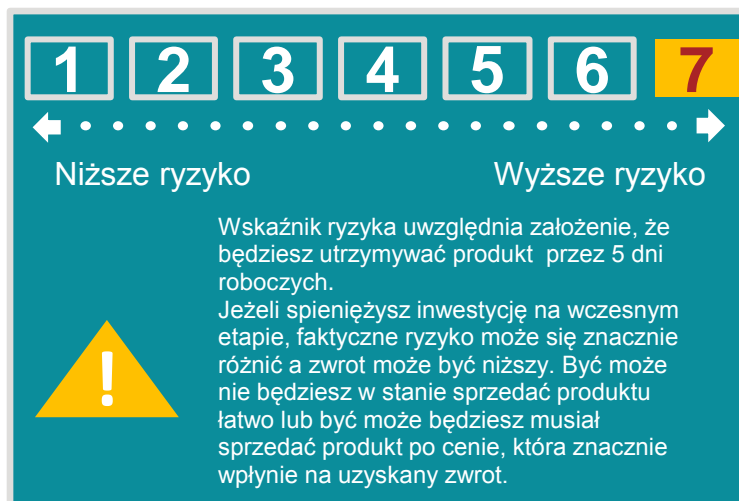 1 2 3 4 5 6 7
Niższe ryzyko Wyższe ryzyko
Wskaźnik ryzyka uwzględnia założenie, że
będziesz utrzymywać produkt przez 5 dni
roboczych.
Jeżeli spieniężysz inwestycję na wczesnym
etapie, faktyczne ryzyko może się znacznie
różnić a zwrot może być niższy. Być może
nie będziesz w stanie sprzedać produktu
łatwo lub być może będziesz musiał
sprzedać produkt po cenie, która znacznie
wpłynie na uzyskany zwrot.
!